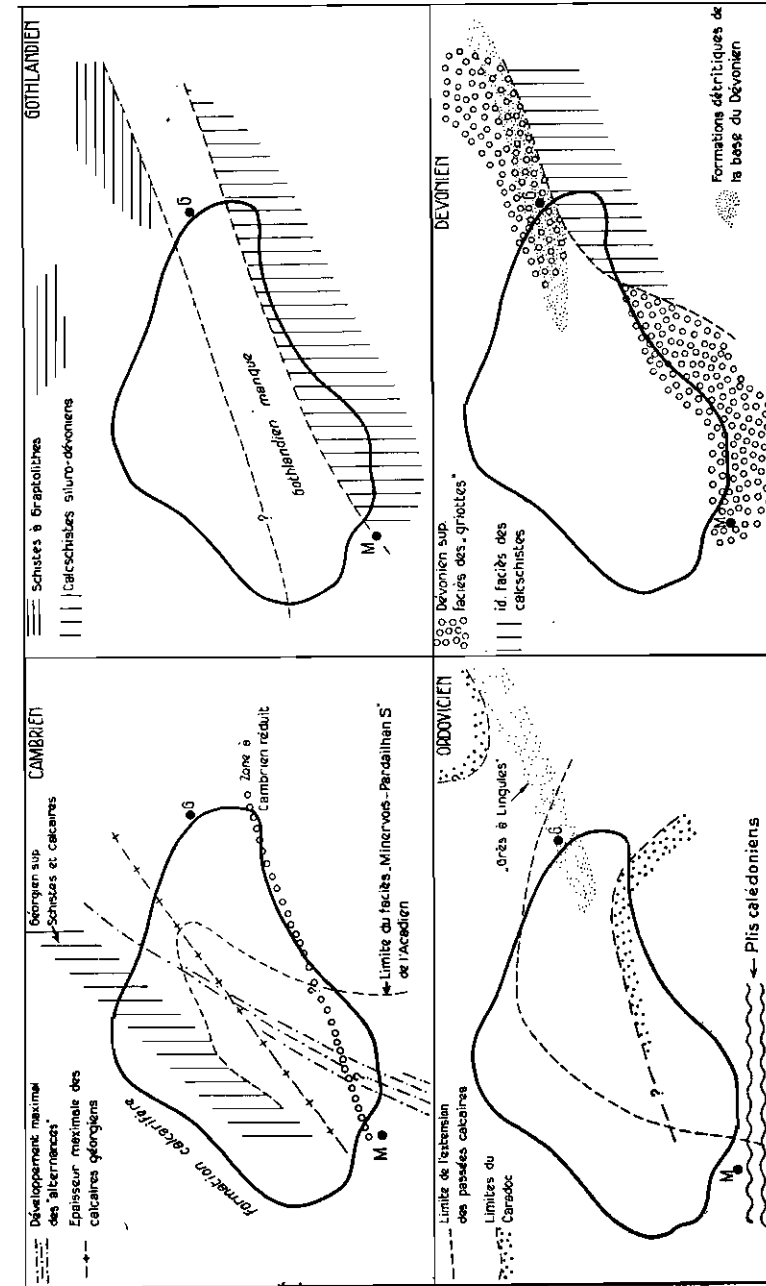 CAMBRIEN
Développement maximal
des "alternances"
Epaisseur maximale des
calcaires géorgiens
Géorgien sup
Schistes et calcaires
Formation calcarifère
G
Zone à
Cambrien réduit
?
?
M
Limite du faciès „Minervois-Pardailhan S"
de l'Acadien
GOTHLANDIEN
Schistes à Graptolithes
Calcschistes siluro-dévoniens
G
?
Gothlandien manque
M
ORDOVICIEN
Limite de l'extension
des passées calcaires
Limites du
Caradoc
?
„Grès à Lingules"
G
?
M
Plis calédoniens
DEVONIEN
Dévonien sup.
faciès des „griottes"
id. faciès des
calcschistes
G
M
Formations détritiques de
la base du Dévonien